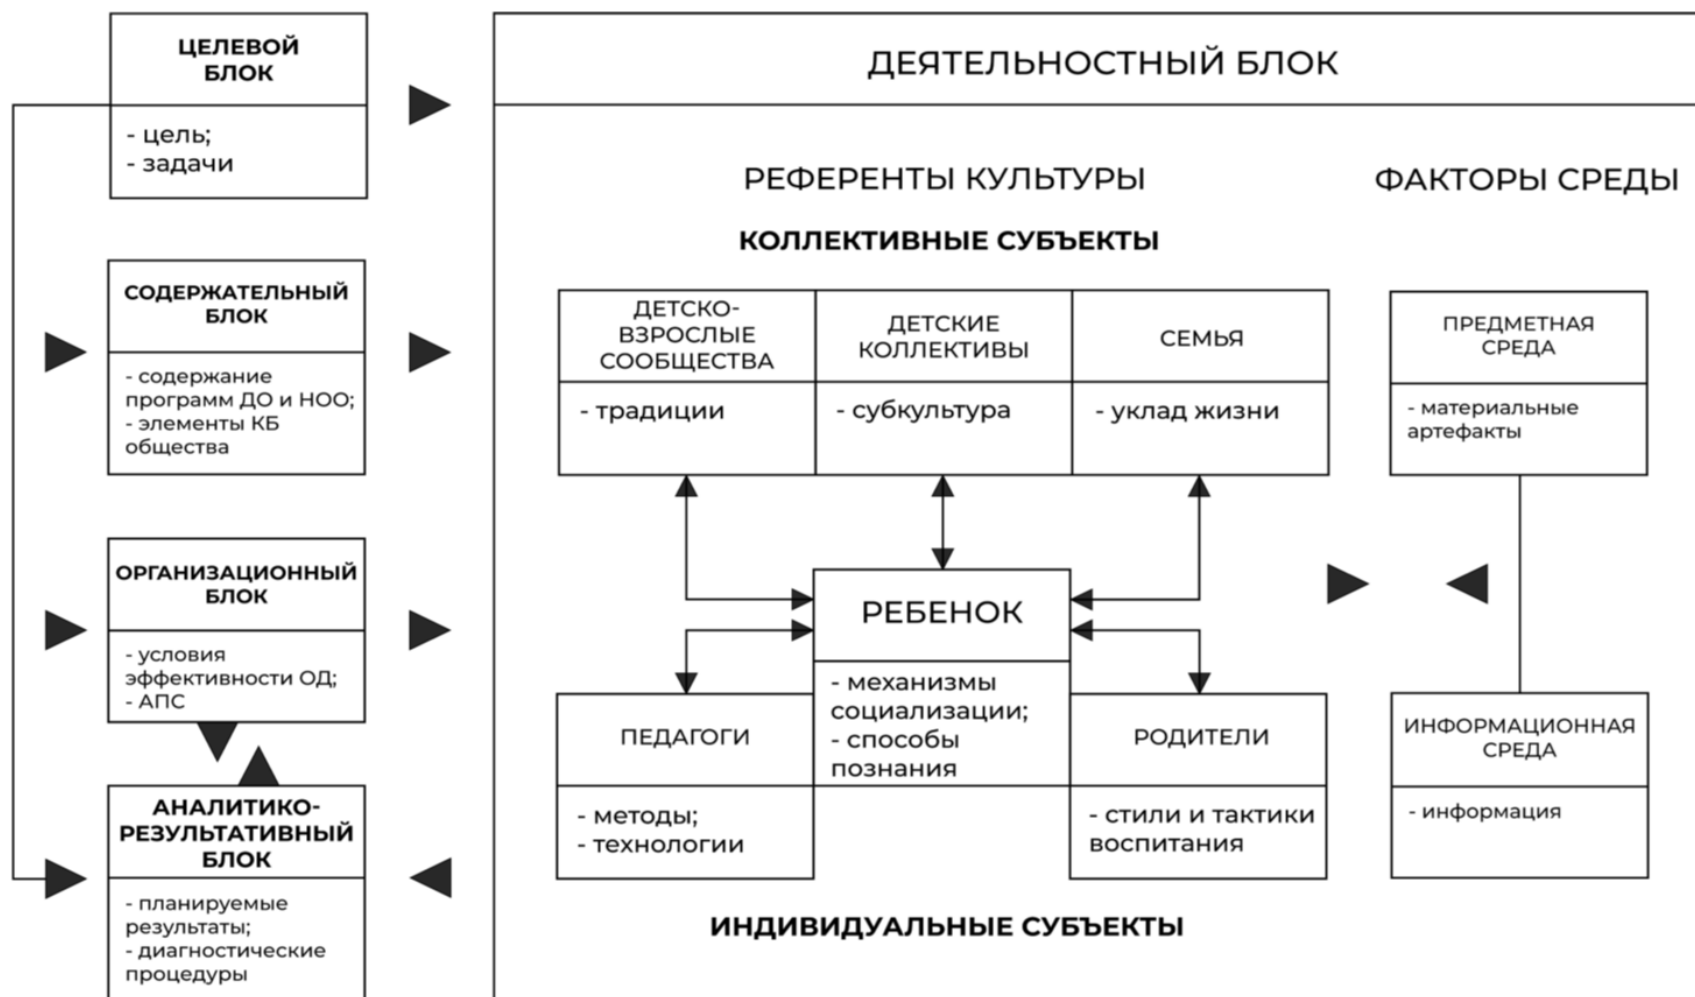 ЦЕЛЕВОЙ
БЛОК
- цель;
- задачи
СОДЕРЖАТЕЛЬНЫЙ
БЛОК
- содержание
программ ДО и НОО;
- элементы КБ
общества
ОРГАНИЗАЦИОННЫЙ
БЛОК
- условия
эффективности ОД;
- АПС
АНАЛИТИКО-
РЕЗУЛЬТАТИВНЫЙ
БЛОК
- планируемые
результаты;
- диагностические
процедуры
ДЕЯТЕЛЬНОСТНЫЙ БЛОК
РЕФЕРЕНТЫ КУЛЬТУРЫ
КОЛЛЕКТИВНЫЕ СУБЪЕКТЫ
ДЕТСКО-
ВЗРОСЛЫЕ
СООБЩЕСТВА
- традиции
ДЕТСКИЕ
КОЛЛЕКТИВЫ
- субкультура
СЕМЬЯ
- уклад жизни
РЕБЕНОК
- механизмы
социализации;
- способы
познания
ПЕДАГОГИ
- методы;
- технологии
РОДИТЕЛИ
- стили и тактики
воспитания
ИНДИВИДУАЛЬНЫЕ СУБЪЕКТЫ
ФАКТОРЫ СРЕДЫ
ПРЕДМЕТНАЯ
СРЕДА
- материальные
артефакты
ИНФОРМАЦИОННАЯ
СРЕДА
- информация